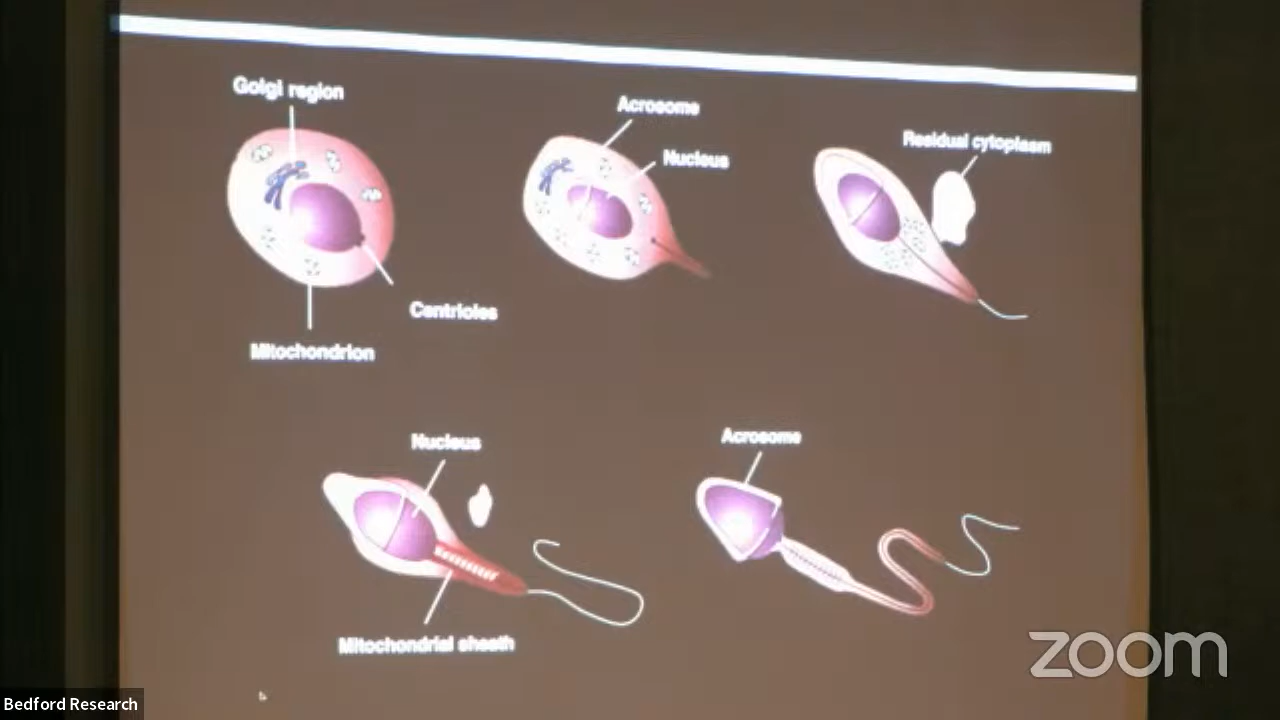 Golgi region
Acrosome
Residual cytoplasm
Nucleus
Centrioles
Mitochondrion
Nucleus
Acrosome
Mitochondrial sheath
zoom
Bedford Research